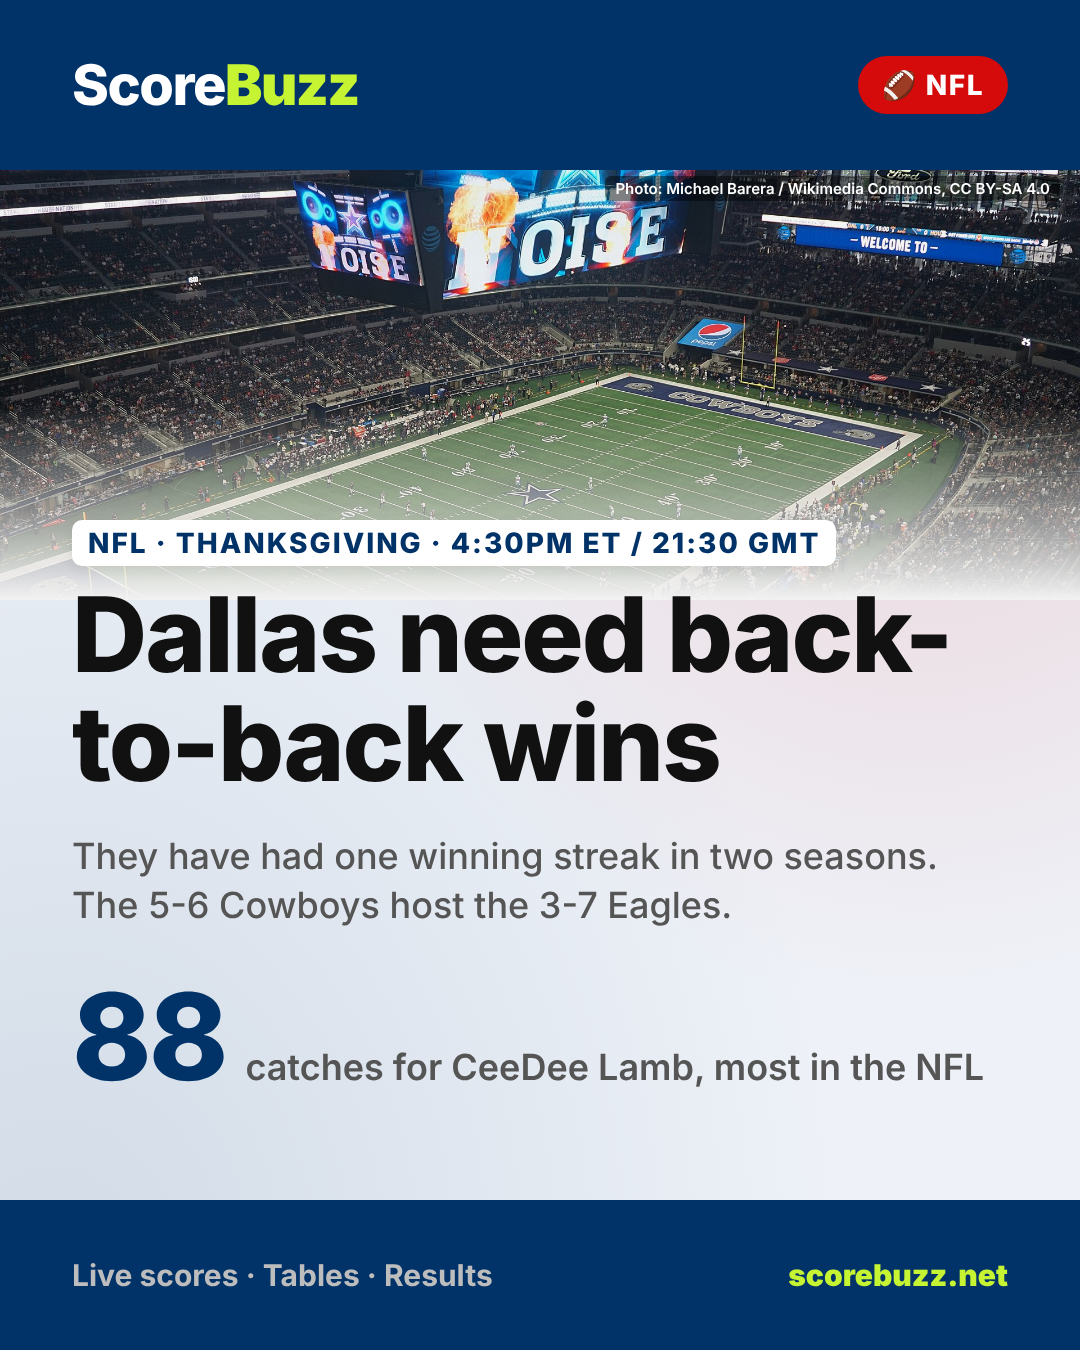 ScoreBuzz
🏈 NFL
Photo: Michael Barera / Wikimedia Commons, CC BY-SA 4.0
Ford
NOISE
NOISE
– WELCOME TO –
pepsi
COWBOYS
NFL · THANKSGIVING · 4:30PM ET / 21:30 GMT
Dallas need back-
to-back wins
They have had one winning streak in two seasons.
The 5-6 Cowboys host the 3-7 Eagles.
88 catches for CeeDee Lamb, most in the NFL
Live scores · Tables · Results
scorebuzz.net